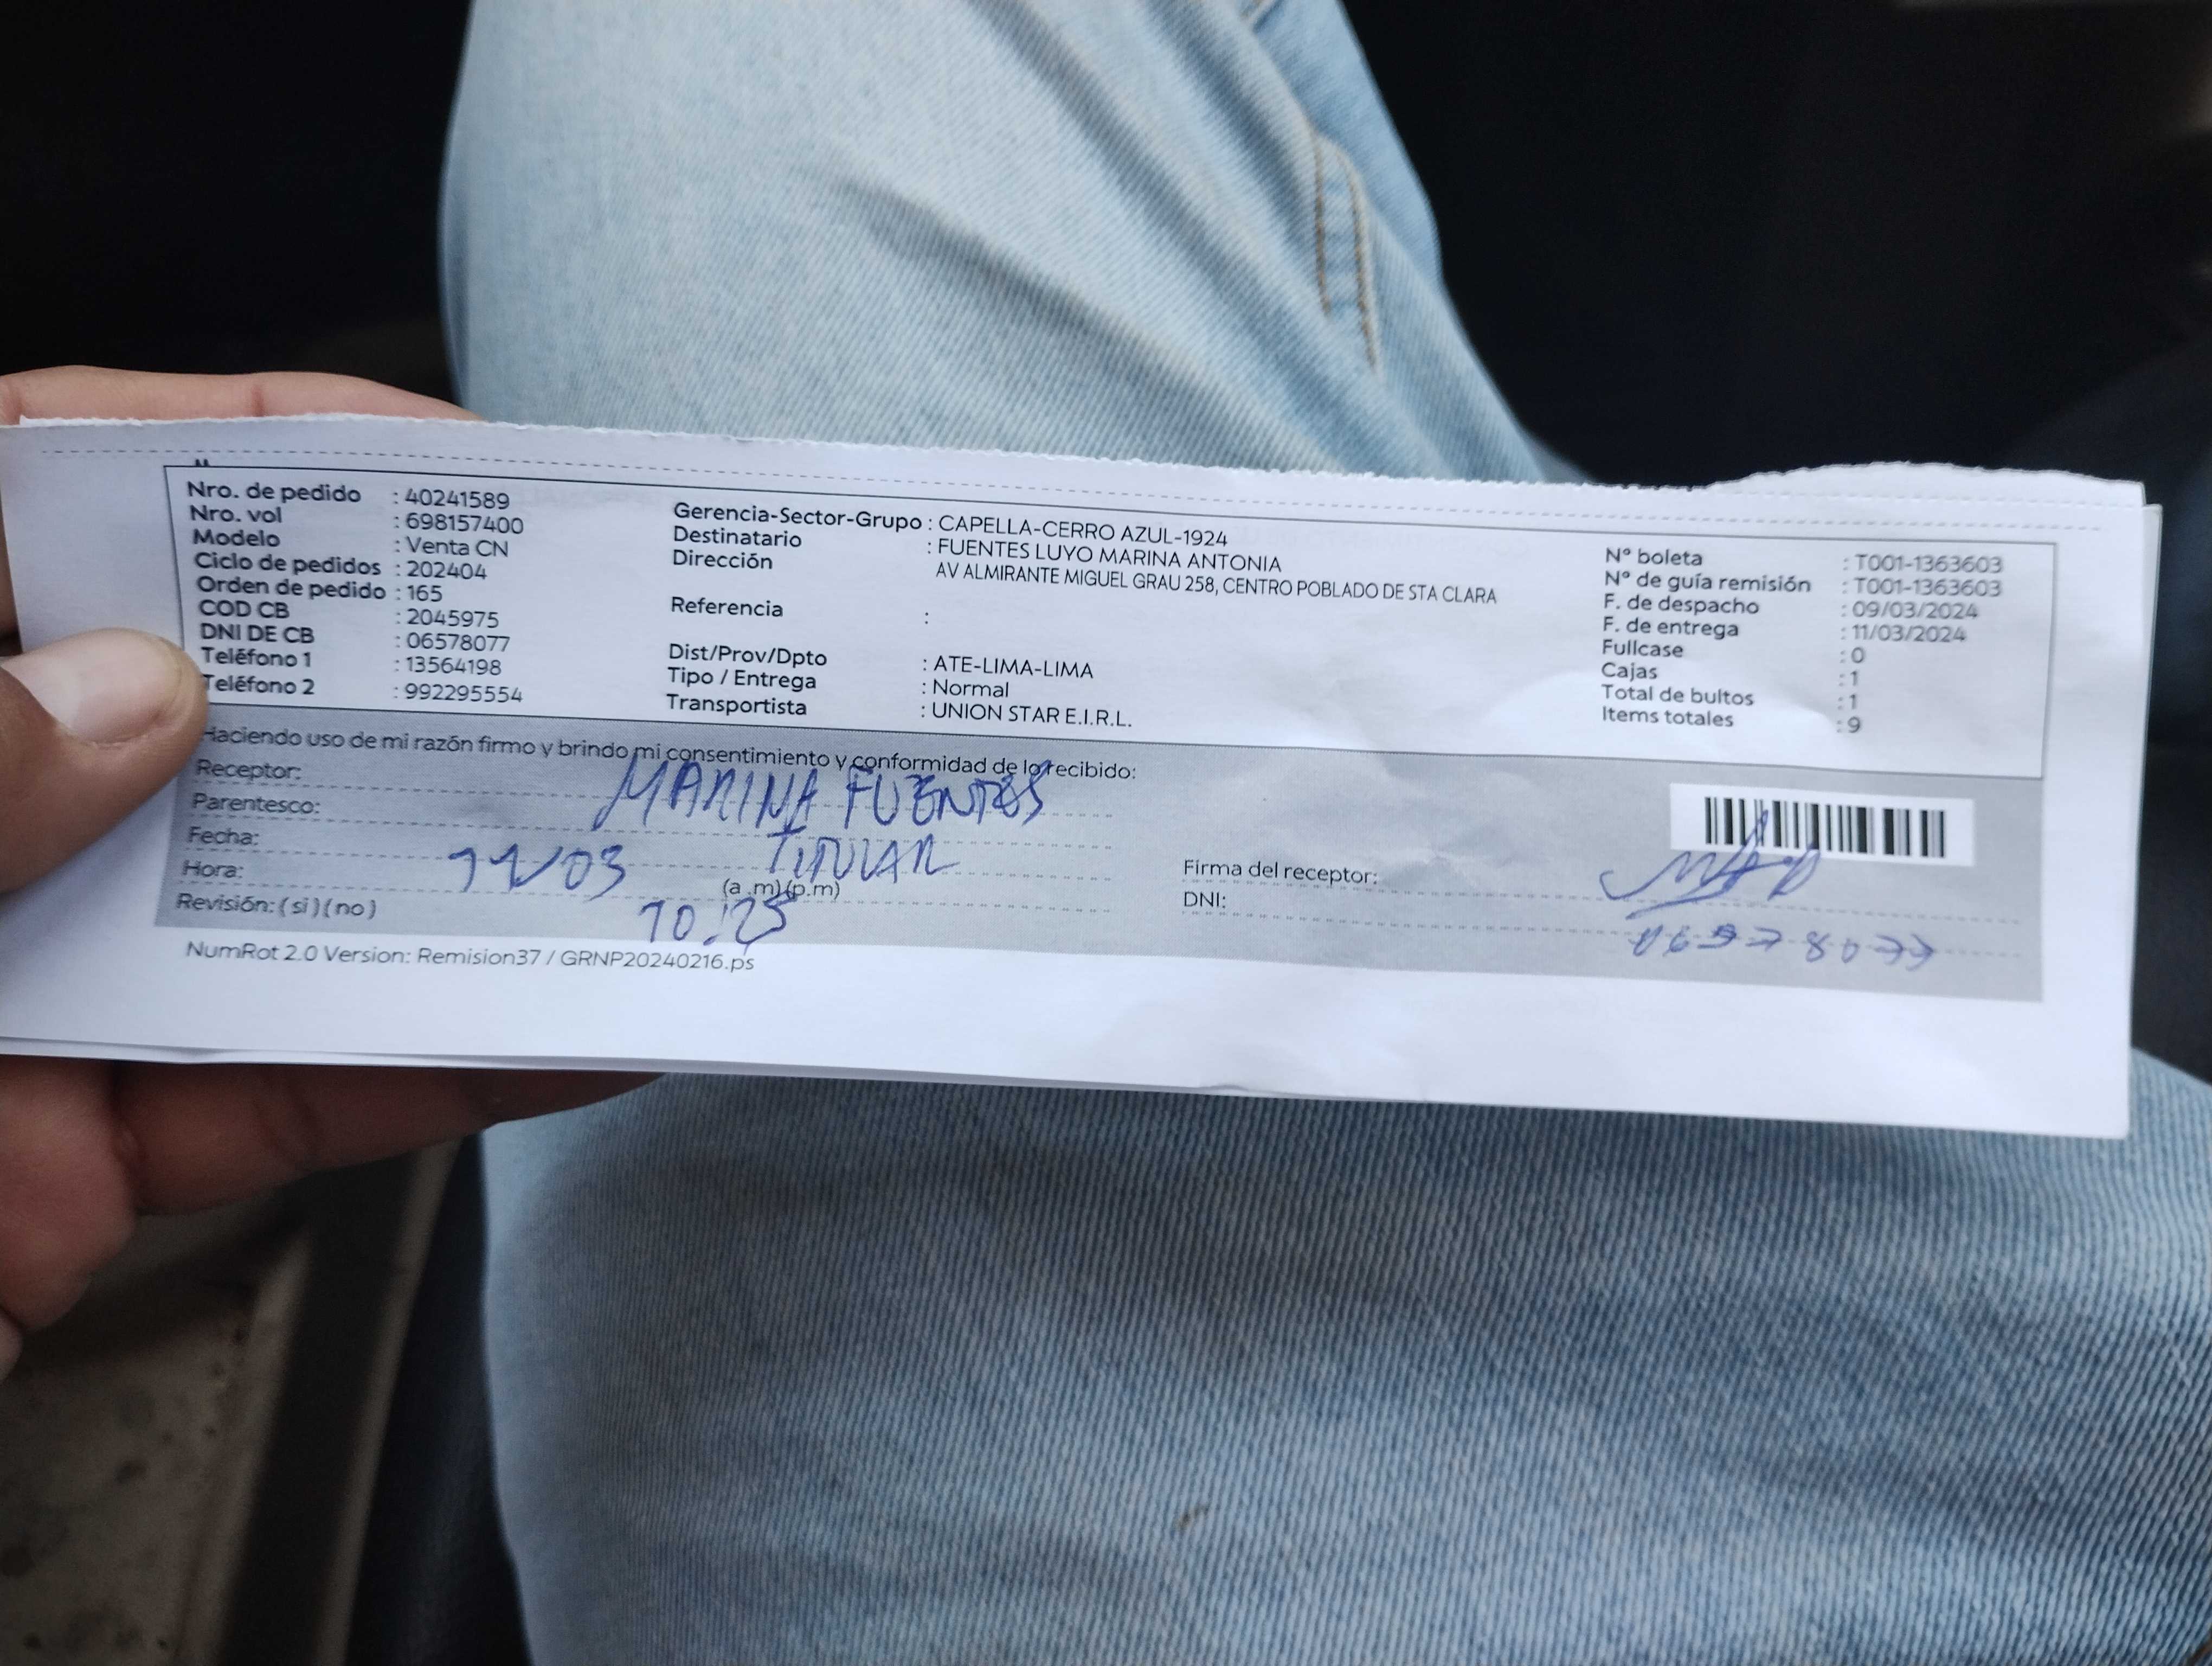 Nro. de pedido : 40241589
Nro. vol : 698157400
Modelo : Venta CN
Ciclo de pedidos : 202404
Orden de pedido : 165
COD CB : 2045975
DNI DE CB : 06578077
Teléfono 1 : 13564198
Teléfono 2 : 992295554
Gerencia-Sector-Grupo : CAPELLA-CERRO AZUL-1924
Destinatario : FUENTES LUYO MARINA ANTONIA
Dirección AV ALMIRANTE MIGUEL GRAU 258, CENTRO POBLADO DE STA CLARA
Referencia :
Dist/Prov/Dpto : ATE-LIMA-LIMA
Tipo / Entrega : Normal
Transportista : UNION STAR E.I.R.L.
N° boleta : T001-1363603
N° de guía remisión : T001-1363603
F. de despacho : 09/03/2024
F. de entrega : 11/03/2024
Fullcase : 0
Cajas : 1
Total de bultos : 1
Items totales : 9
Haciendo uso de mi razón firmo y brindo mi consentimiento y conformidad de lo recibido:
Receptor: MARINA FUENTES
Parentesco: TITULAR
Fecha: 11/03
Hora: (a .m) (p.m) 10:25
Revisión: ( si ) ( no )
Firma del receptor:
DNI: 06578077
NumRot 2.0 Version: Remision37 / GRNP20240216.ps